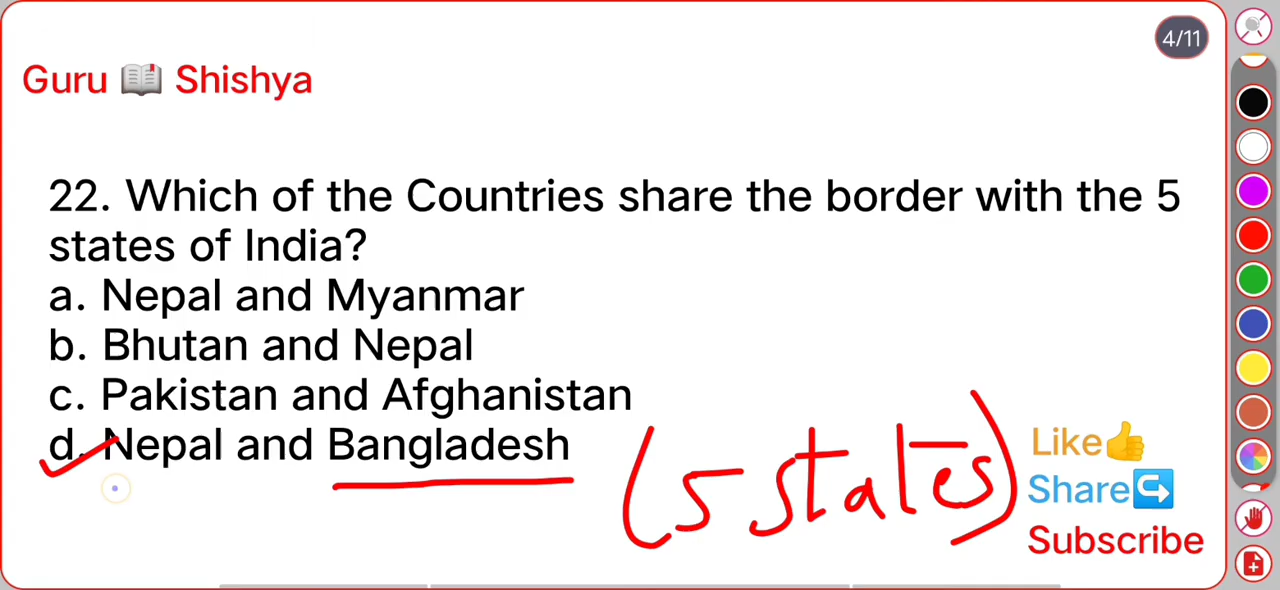 4/11
Guru Shishya
22. Which of the Countries share the border with the 5
states of India?
a. Nepal and Myanmar
b. Bhutan and Nepal
c. Pakistan and Afghanistan
d. Nepal and Bangladesh
(5 states)
Like
Share
Subscribe